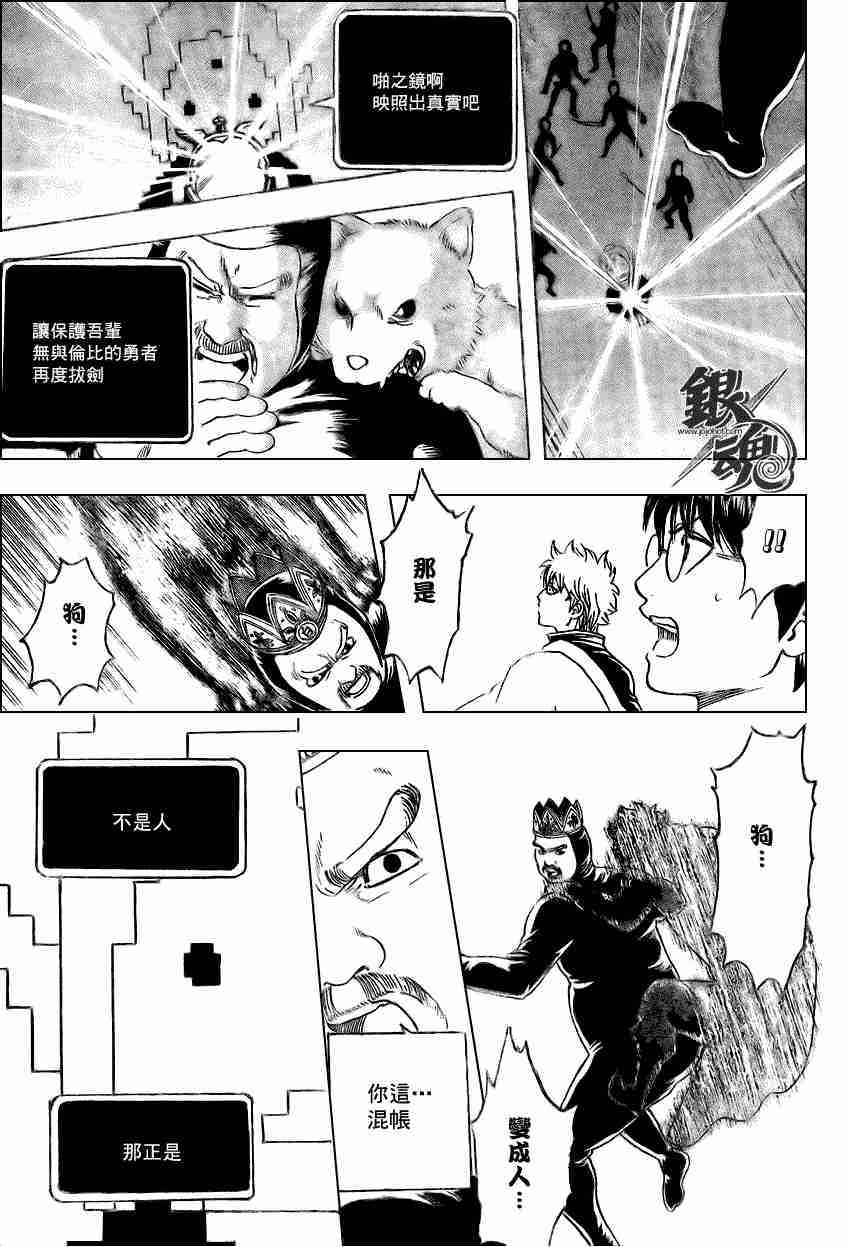 啪之鏡啊
映照出真實吧
讓保護吾輩
無與倫比的勇者
再度拔劍
銀魂
www.jojohot.com
!!
那是
狗…
狗…
變成人…
你這…
混帳
不是人
那正是